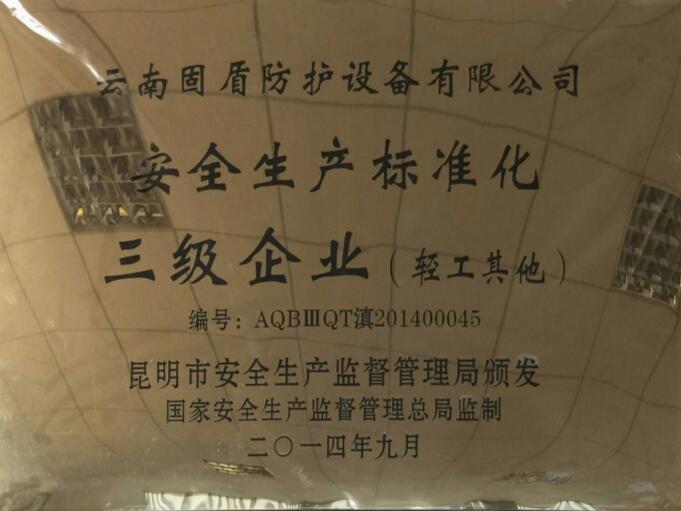 云南固盾防护设备有限公司
安全生产标准化
三级企业（轻工其他）
编号：AQBⅢQT滇201400045
昆明市安全生产监督管理局颁发
国家安全生产监督管理总局监制
二〇一四年九月